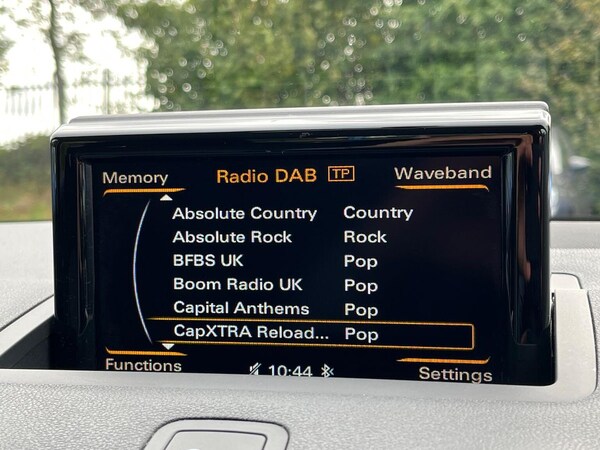 Memory Radio DAB TP Waveband
Absolute Country Country
Absolute Rock Rock
BFBS UK Pop
Boom Radio UK Pop
Capital Anthems Pop
CapXTRA Reload... Pop
Functions 10:44 Settings